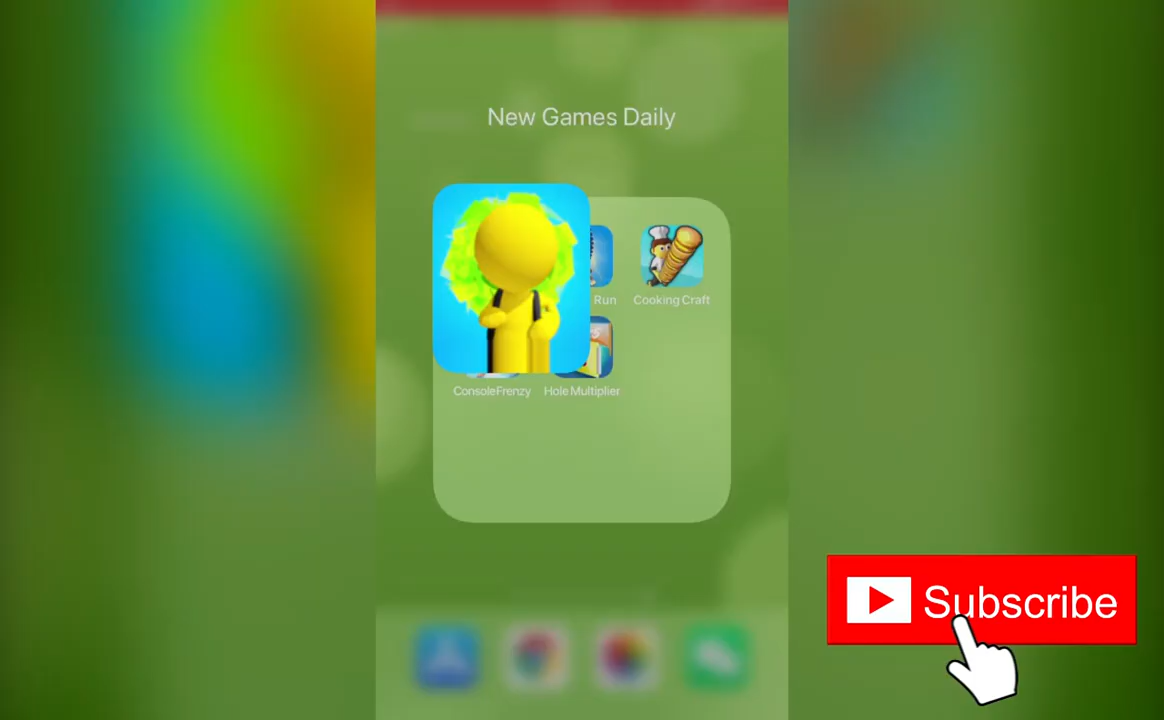 New Games Daily
Run
Cooking Craft
ConsoleFrenzy
Hole Multiplier
Subscribe